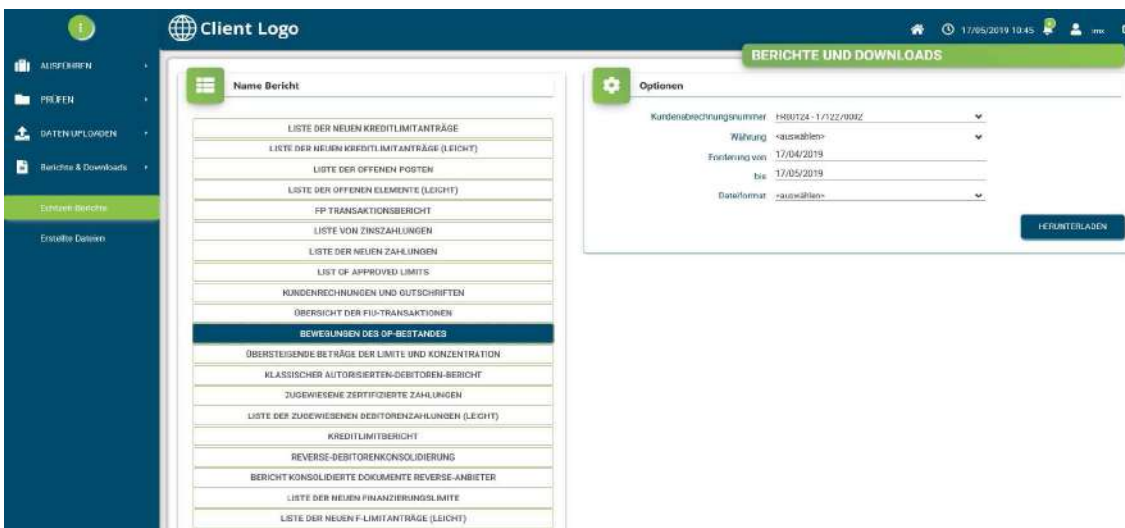 i
Client Logo
17/05/2019 10:45
imx
BERICHTE UND DOWNLOADS
AUSFÜHREN
PRÜFEN
DATEN UPLOADEN
Berichte & Downloads
Echtzeit Berichte
Erstellte Dateien
Name Bericht
LISTE DER NEUEN KREDITLIMITANTRÄGE
LISTE DER NEUEN KREDITLIMITANTRÄGE (LEICHT)
LISTE DER OFFENEN POSTEN
LISTE DER OFFENEN ELEMENTE (LEICHT)
FP TRANSAKTIONSBERICHT
LISTE VON ZINSZAHLUNGEN
LISTE DER NEUEN ZAHLUNGEN
LIST OF APPROVED LIMITS
KUNDENRECHNUNGEN UND GUTSCHRIFTEN
ÜBERSICHT DER FIU-TRANSAKTIONEN
BEWEGUNGEN DES OP-BESTANDES
ÜBERSTEIGENDE BETRÄGE DER LIMITE UND KONZENTRATION
KLASSISCHER AUTORISIERTEN-DEBITOREN-BERICHT
ZUGEWIESENE ZERTIFIZIERTE ZAHLUNGEN
LISTE DER ZUGEWIESENEN DEBITORENZAHLUNGEN (LEICHT)
KREDITLIMITBERICHT
REVERSE-DEBITORENKONSOLIDIERUNG
BERICHT KONSOLIDIERTE DOKUMENTE REVERSE-ANBIETER
LISTE DER NEUEN FINANZIERUNGSLIMITE
LISTE DER NEUEN F-LIMITANTRÄGE (LEICHT)
Optionen
Kundenabrechnungsnummer
Währung <auswählen>
Forderung von 17/04/2019
bis 17/05/2019
Dateiformat <auswählen>
HERUNTERLADEN